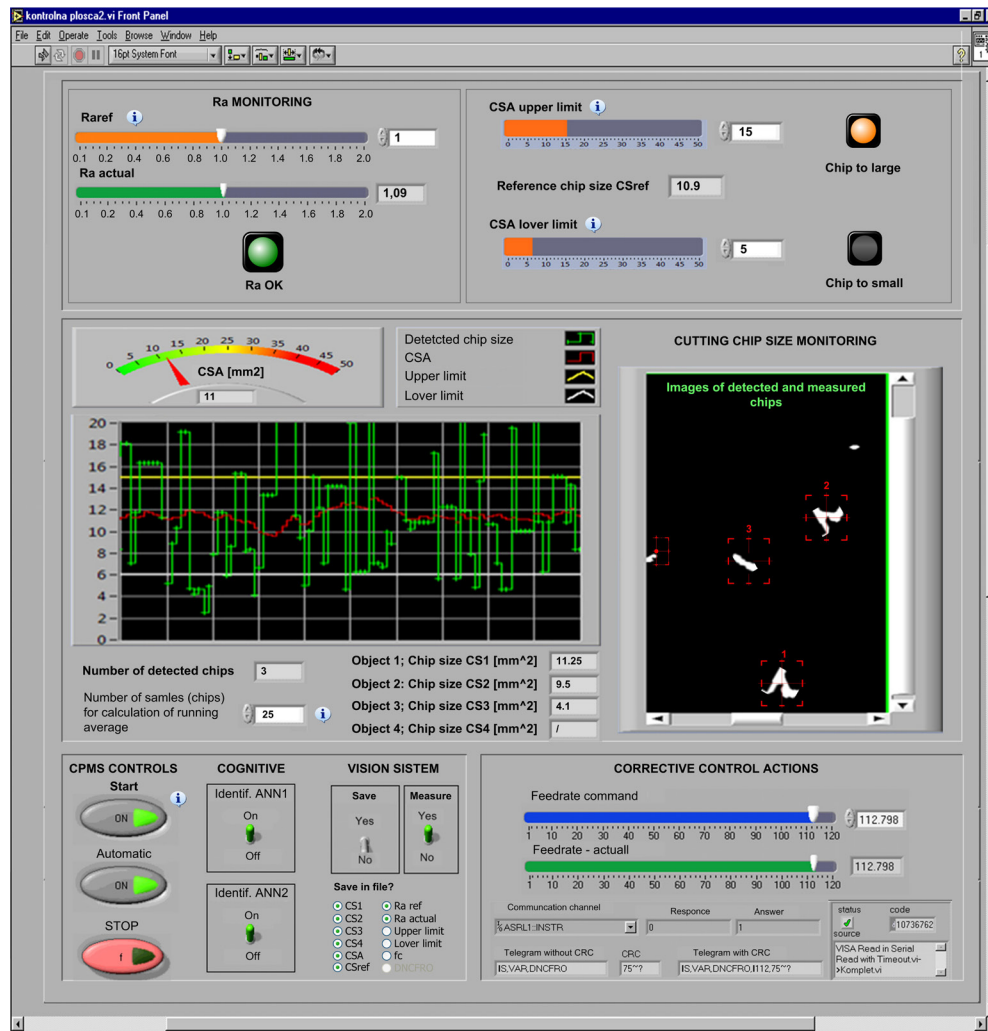 kontrolna plosca2.vi Front Panel
File Edit Operate Tools Browse Window Help
16pt System Font
1
Ra MONITORING
Raref
1
0.1 0.2 0.4 0.6 0.8 1.0 1.2 1.4 1.6 1.8 2.0
Ra actual
1,09
0.1 0.2 0.4 0.6 0.8 1.0 1.2 1.4 1.6 1.8 2.0
Ra OK
CSA upper limit
15
0 5 10 15 20 25 30 35 40 45 50
Chip to large
Reference chip size CSref 10.9
CSA lover limit
5
0 5 10 15 20 25 30 35 40 45 50
Chip to small
0 5 10 15 20 25 30 35 40 45 50
CSA [mm2]
11
Detetcted chip size
CSA
Upper limit
Lover limit
20
18
16
14
12
10
8
6
4
2
0
Number of detected chips 3
Number of samles (chips)
for calculation of running
average
25
Object 1; Chip size CS1 [mm^2] 11.25
Object 2: Chip size CS2 [mm^2] 9.5
Object 3; Chip size CS3 [mm^2] 4.1
Object 4; Chip size CS4 [mm^2] /
CUTTING CHIP SIZE MONITORING
Images of detected and measured
chips
2
3
1
CPMS CONTROLS
Start
ON
Automatic
ON
STOP
f
COGNITIVE
Identif. ANN1
On
Off
Identif. ANN2
On
Off
VISION SISTEM
Save
Yes
No
Measure
Yes
No
Save in file?
CS1 Ra ref
CS2 Ra actual
CS3 Upper limit
CS4 Lover limit
CSA fc
CSref DNCFRO
CORRECTIVE CONTROL ACTIONS
Feedrate command
112.798
1 10 20 30 40 50 60 70 80 90 100 110 120
Feedrate - actuall
112.798
1 10 20 30 40 50 60 70 80 90 100 110 120
Communcation channel
ASRL1::INSTR
Responce
0
Answer
1
Telegram without CRC
IS,VAR,DNCFRO
CRC
75~?
Telegram with CRC
IS,VAR,DNCFRO,I112,75~?
status code
10736762
source
VISA Read in Serial
Read with Timeout.vi-
>Komplet.vi